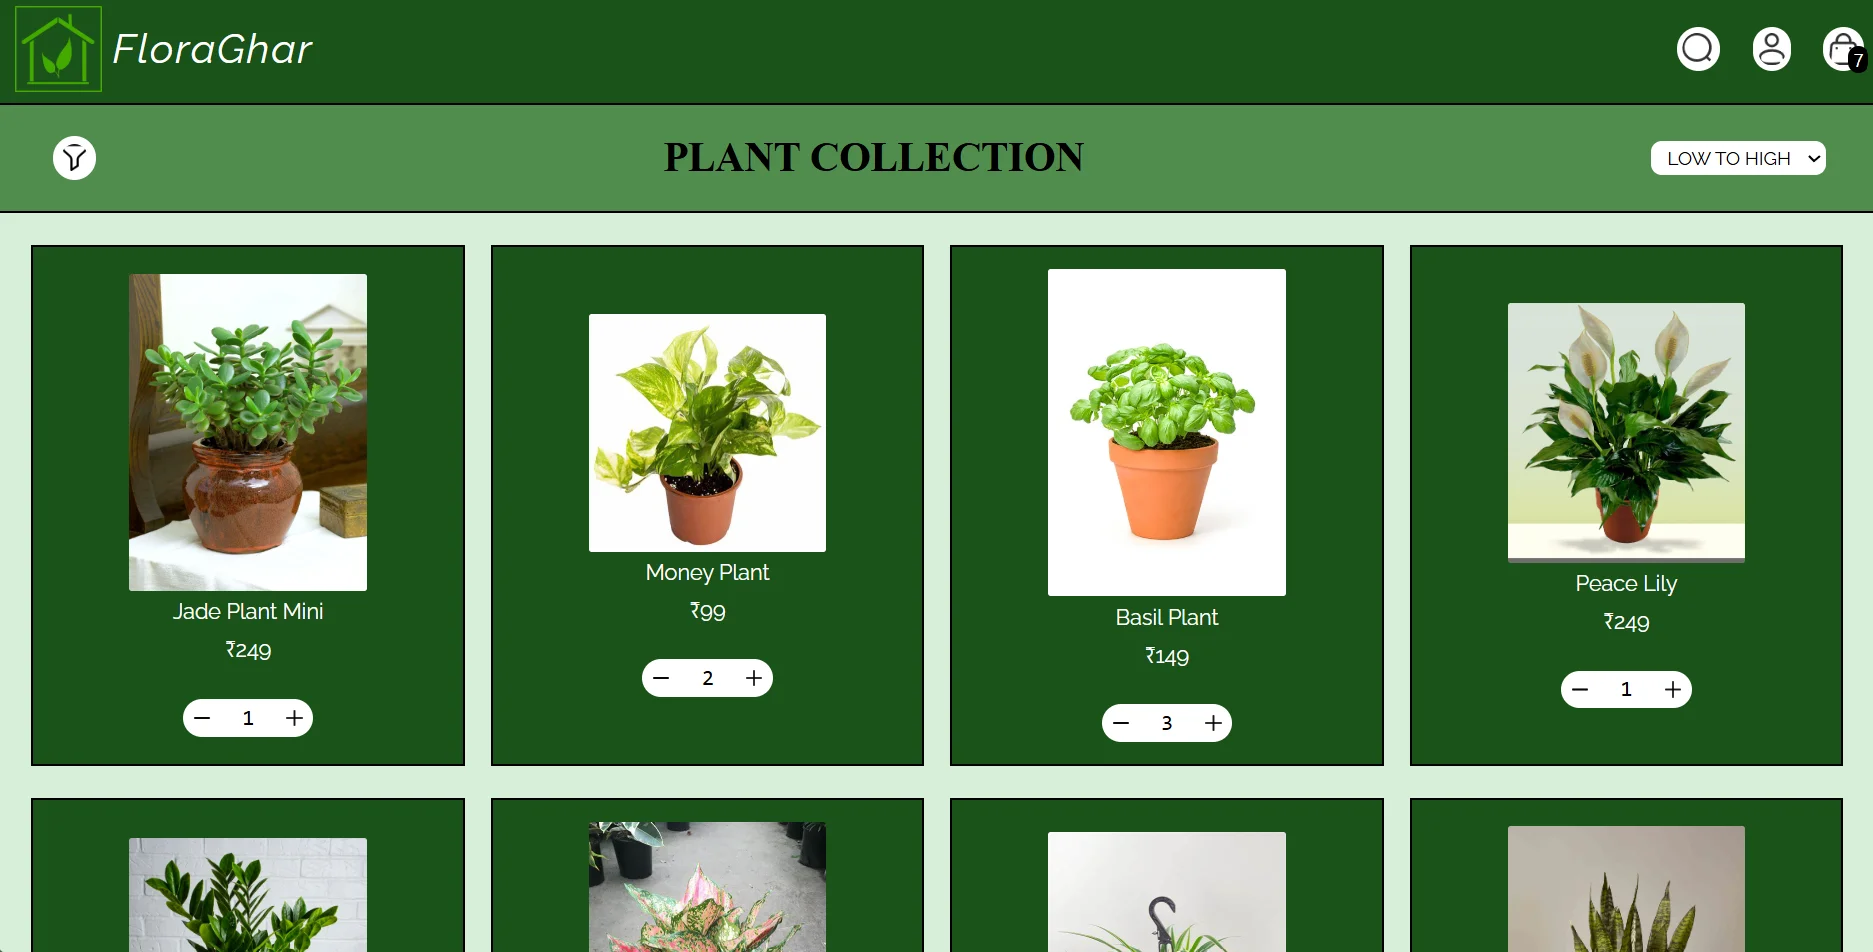 FloraGhar
7
PLANT COLLECTION
LOW TO HIGH
Jade Plant Mini
₹249
− 1 +
Money Plant
₹99
− 2 +
Basil Plant
₹149
− 3 +
Peace Lily
₹249
− 1 +